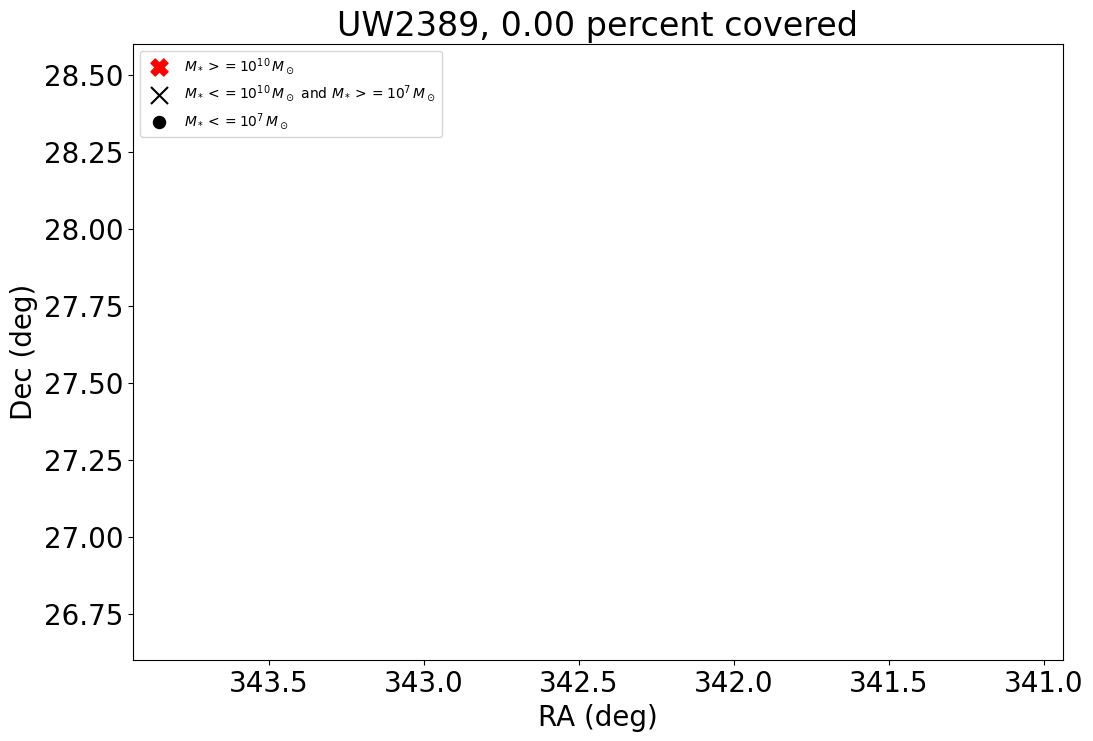 UW2389, 0.00 percent covered
M* >= 10^10 M⊙
M* <= 10^10 M⊙ and M* >= 10^7 M⊙
M* <= 10^7 M⊙
28.50
28.25
28.00
27.75
27.50
27.25
27.00
26.75
Dec (deg)
343.5 343.0 342.5 342.0 341.5 341.0
RA (deg)